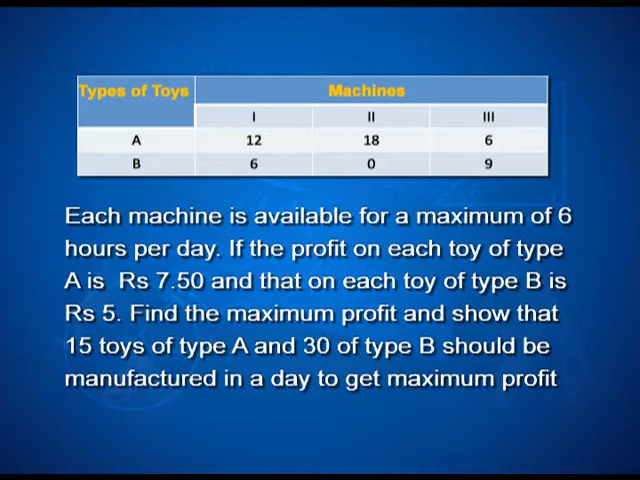 Types of Toys Machines
I II III
A 12 18 6
B 6 0 9
Each machine is available for a maximum of 6
hours per day. If the profit on each toy of type
A is Rs 7.50 and that on each toy of type B is
Rs 5. Find the maximum profit and show that
15 toys of type A and 30 of type B should be
manufactured in a day to get maximum profit